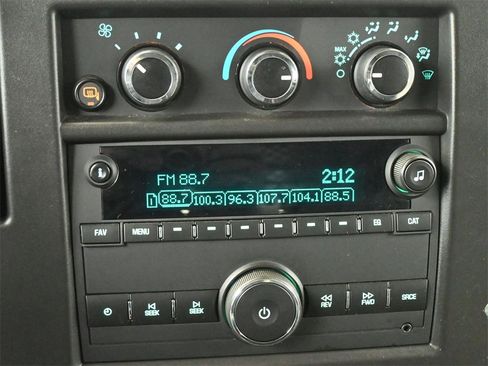 MAX
FM 88.7 2:12
1 88.7 100.3 96.3 107.7 104.1 88.5
FAV MENU EQ CAT
SEEK SEEK REV FWD SRCE